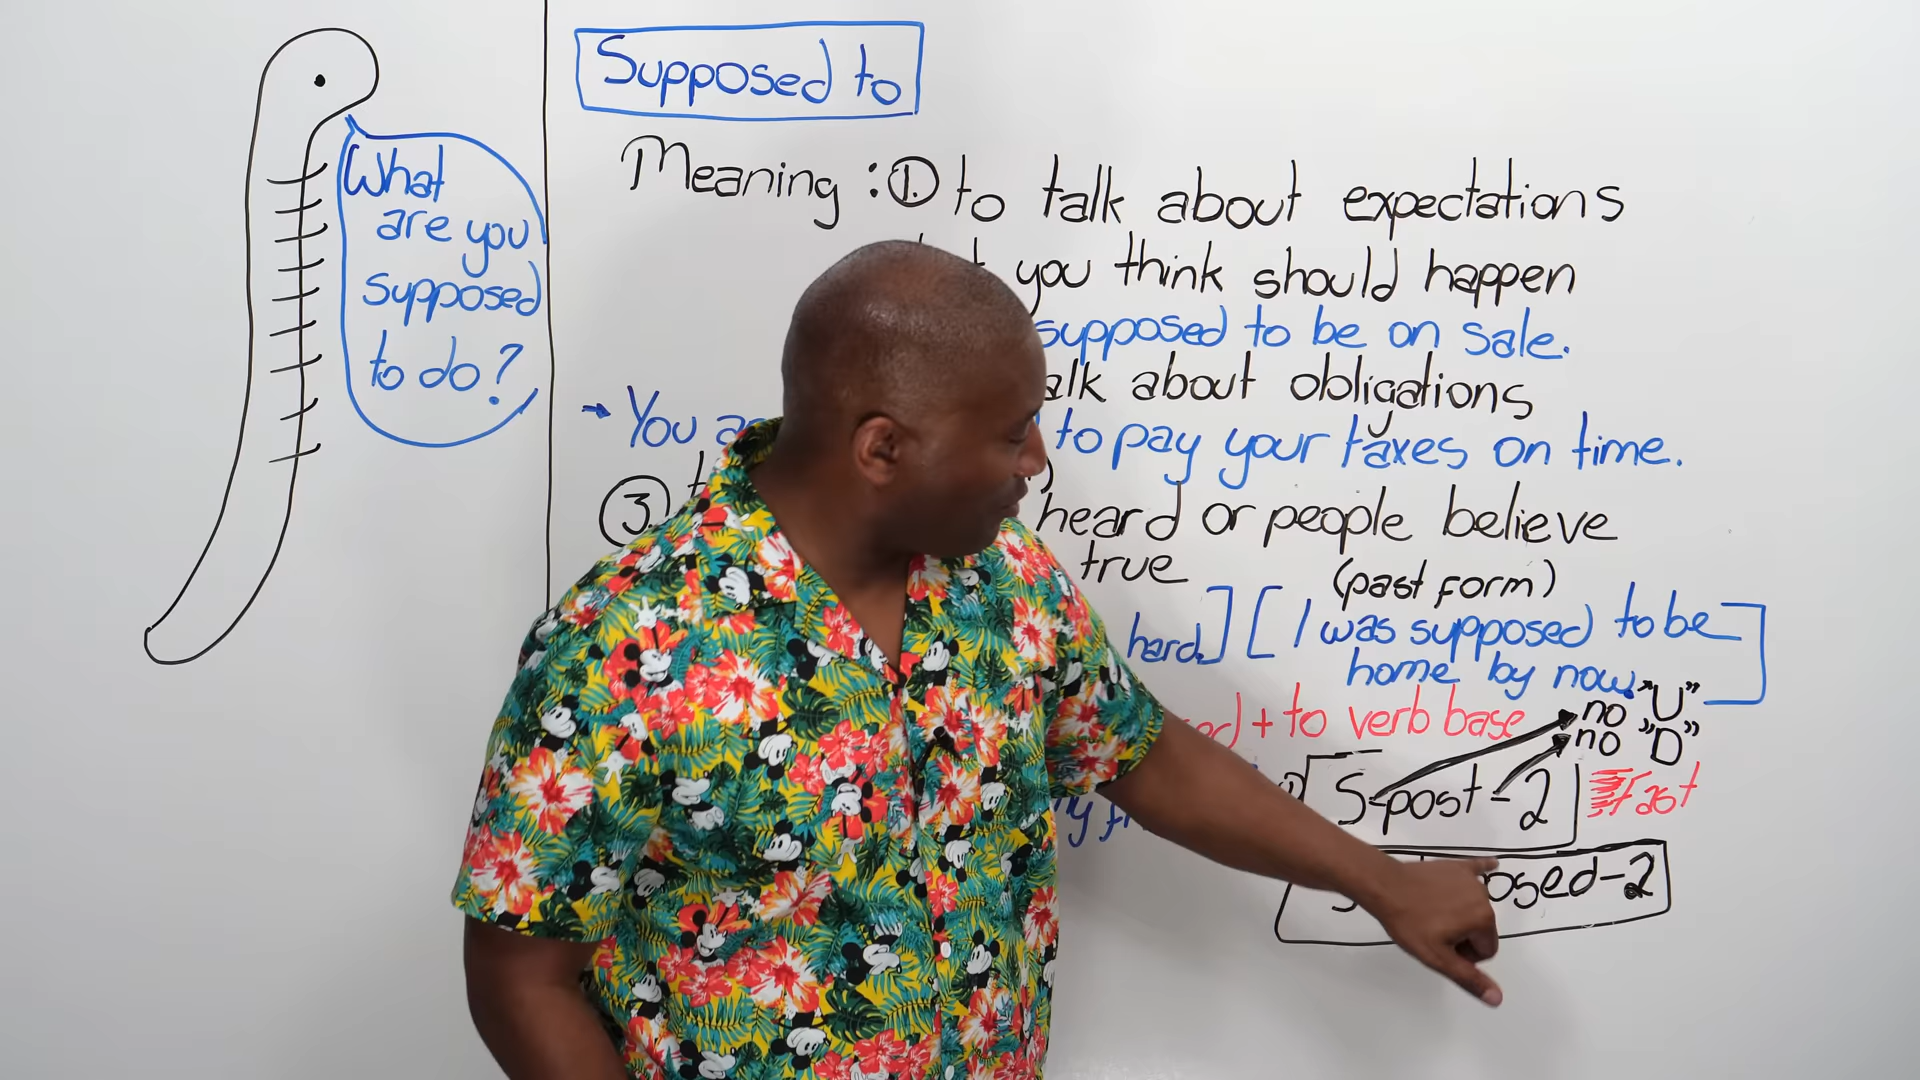 What
are you
supposed
to do?
Supposed to
Meaning : 1. to talk about expectations
you think should happen
supposed to be on sale.
talk about obligations
→ You to pay your taxes on time.
3. heard or people believe
true
(past form)
hard.] [I was supposed to be
home by now.]
+ to verb base
no "U"
no "D"
S-post-2
Fast
osed-2